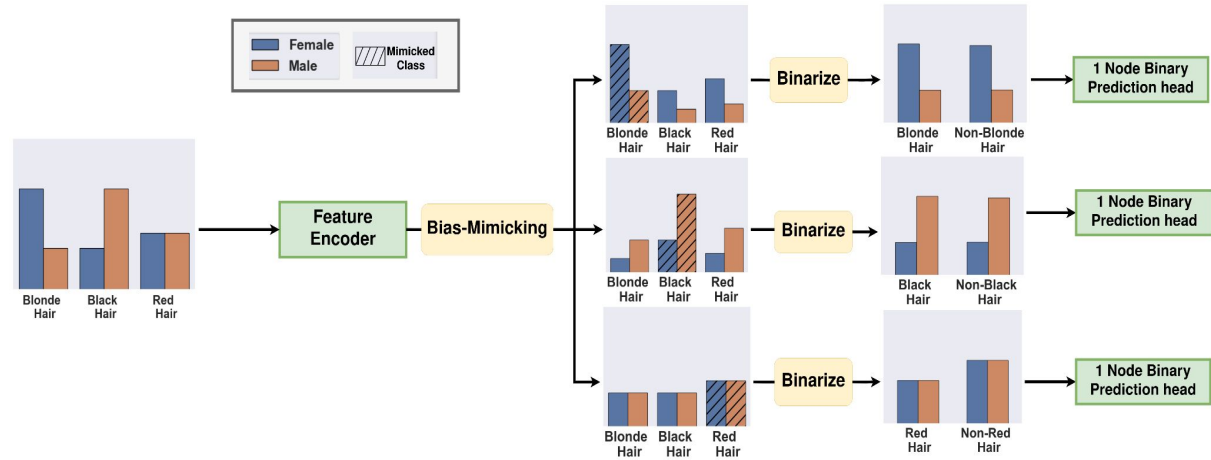 Female
Male
Mimicked
Class
Blonde
Hair
Black
Hair
Red
Hair
Feature
Encoder
Bias-Mimicking
Blonde
Hair
Black
Hair
Red
Hair
Binarize
Blonde
Hair
Non-Blonde
Hair
1 Node Binary
Prediction head
Blonde
Hair
Black
Hair
Red
Hair
Binarize
Black
Hair
Non-Black
Hair
1 Node Binary
Prediction head
Blonde
Hair
Black
Hair
Red
Hair
Binarize
Red
Hair
Non-Red
Hair
1 Node Binary
Prediction head